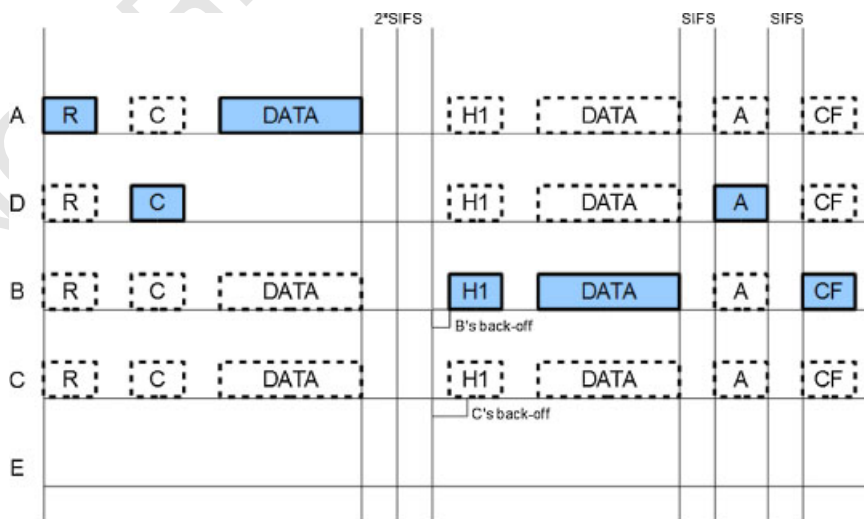 2*SIFS SIFS SIFS
A R C DATA H1 DATA A CF
D R C H1 DATA A CF
B R C DATA H1 DATA A CF
B's back-off
C R C DATA H1 DATA A CF
C's back-off
E